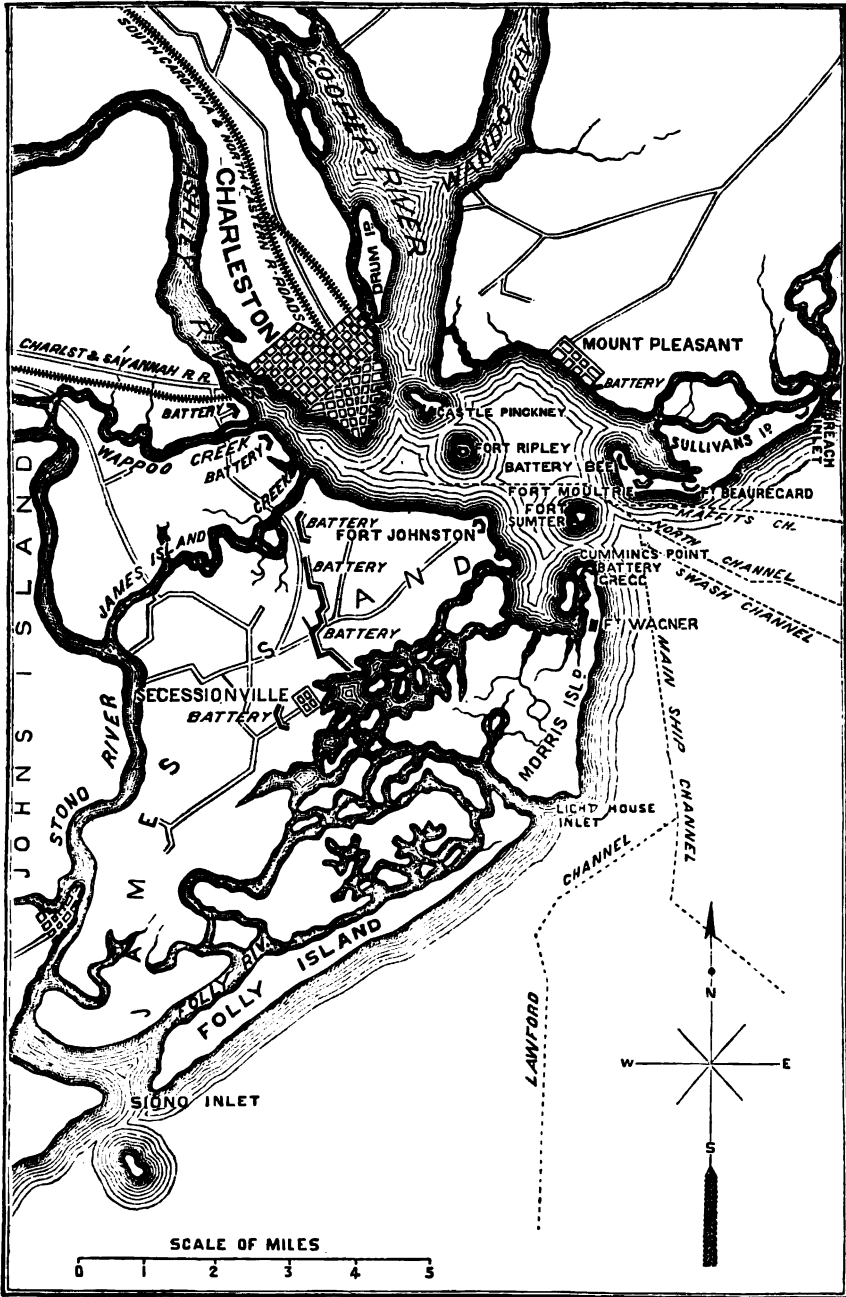 SOUTH CAROLINA & NORTH EASTERN R-ROADS
COOPER RIVER
WANDO RIV.
ASHLEY RIVER
CHARLESTON
DRUM Iᴰ
CHARLST & SAVANNAH R.R.
MOUNT PLEASANT
BATTERY
BATTERY
CASTLE PINCKNEY
SULLIVANS Iᴰ.
BREACH INLET
WAPPOO CREEK
BATTERY
FORT RIPLEY
BATTERY BEE
FORT MOULTRIE
Fᵀ BEAUREGARD
FORT
SUMTER
MAFFITS CH.
NORTH CHANNEL
SWASH CHANNEL
JAMES ISLAND CREEK
BATTERY
FORT JOHNSTON
BATTERY
BATTERY
CUMMINGS POINT
BATTERY
GREGG
Fᵀ WAGNER
MAIN SHIP CHANNEL
MORRIS ISLᴰ
SECESSIONVILLE
BATTERY
JOHNS ISLAND
STONO RIVER
JAMES ISLAND
LIGHT HOUSE
INLET
CHANNEL
LAWFORD
FOLLY RIV.
FOLLY ISLAND
SIONO INLET
N
W
E
S
SCALE OF MILES
0 1 2 3 4 5